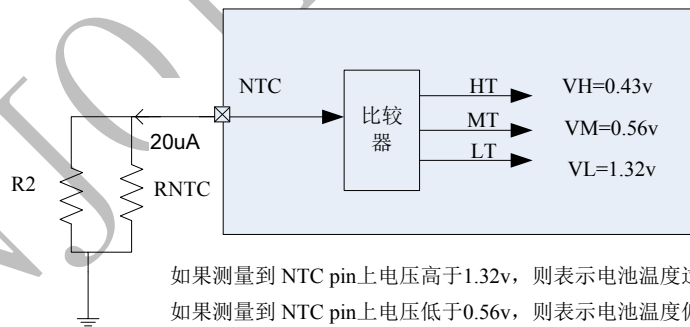 NTC
HT
VH=0.43v
MT
VM=0.56v
LT
VL=1.32v
比较
器
20uA
R2
RNTC
如果测量到 NTC pin上电压高于1.32v，则表示电池温度过
如果测量到 NTC pin上电压低于0.56v，则表示电池温度偏